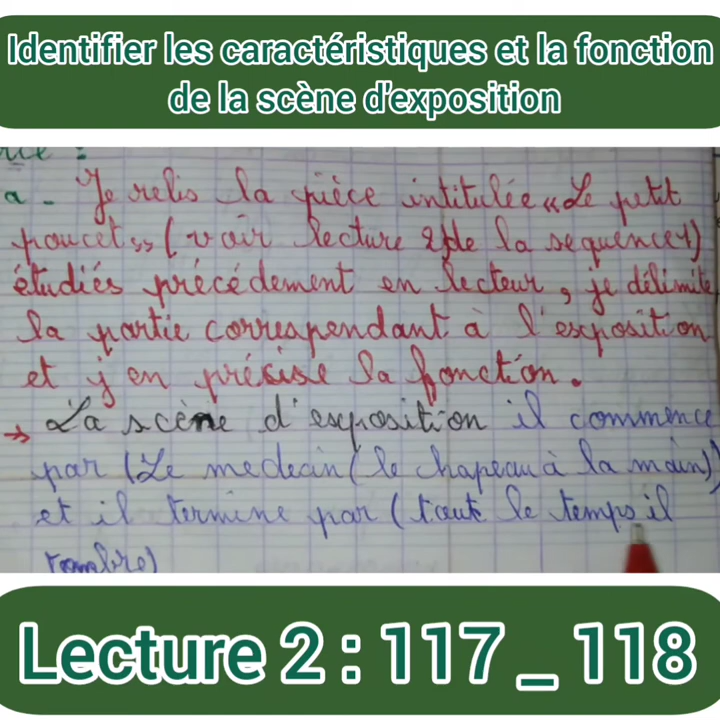 Identifier les caractéristiques et la fonction
de la scène d'exposition
a - Je relis la pièce intitulée «Le petit
poucet» (voir lecture 2 de la sequence 1)
étudiés précédement en lecteur, je délimite
la partie correspendant à l'exposition
et j'en précise la fonction.
→ La scène d'exposition il commence
par (Le medecin (le chapeau à la main))
et il termine par (tout le temps il
Lecture 2 : 117 _ 118